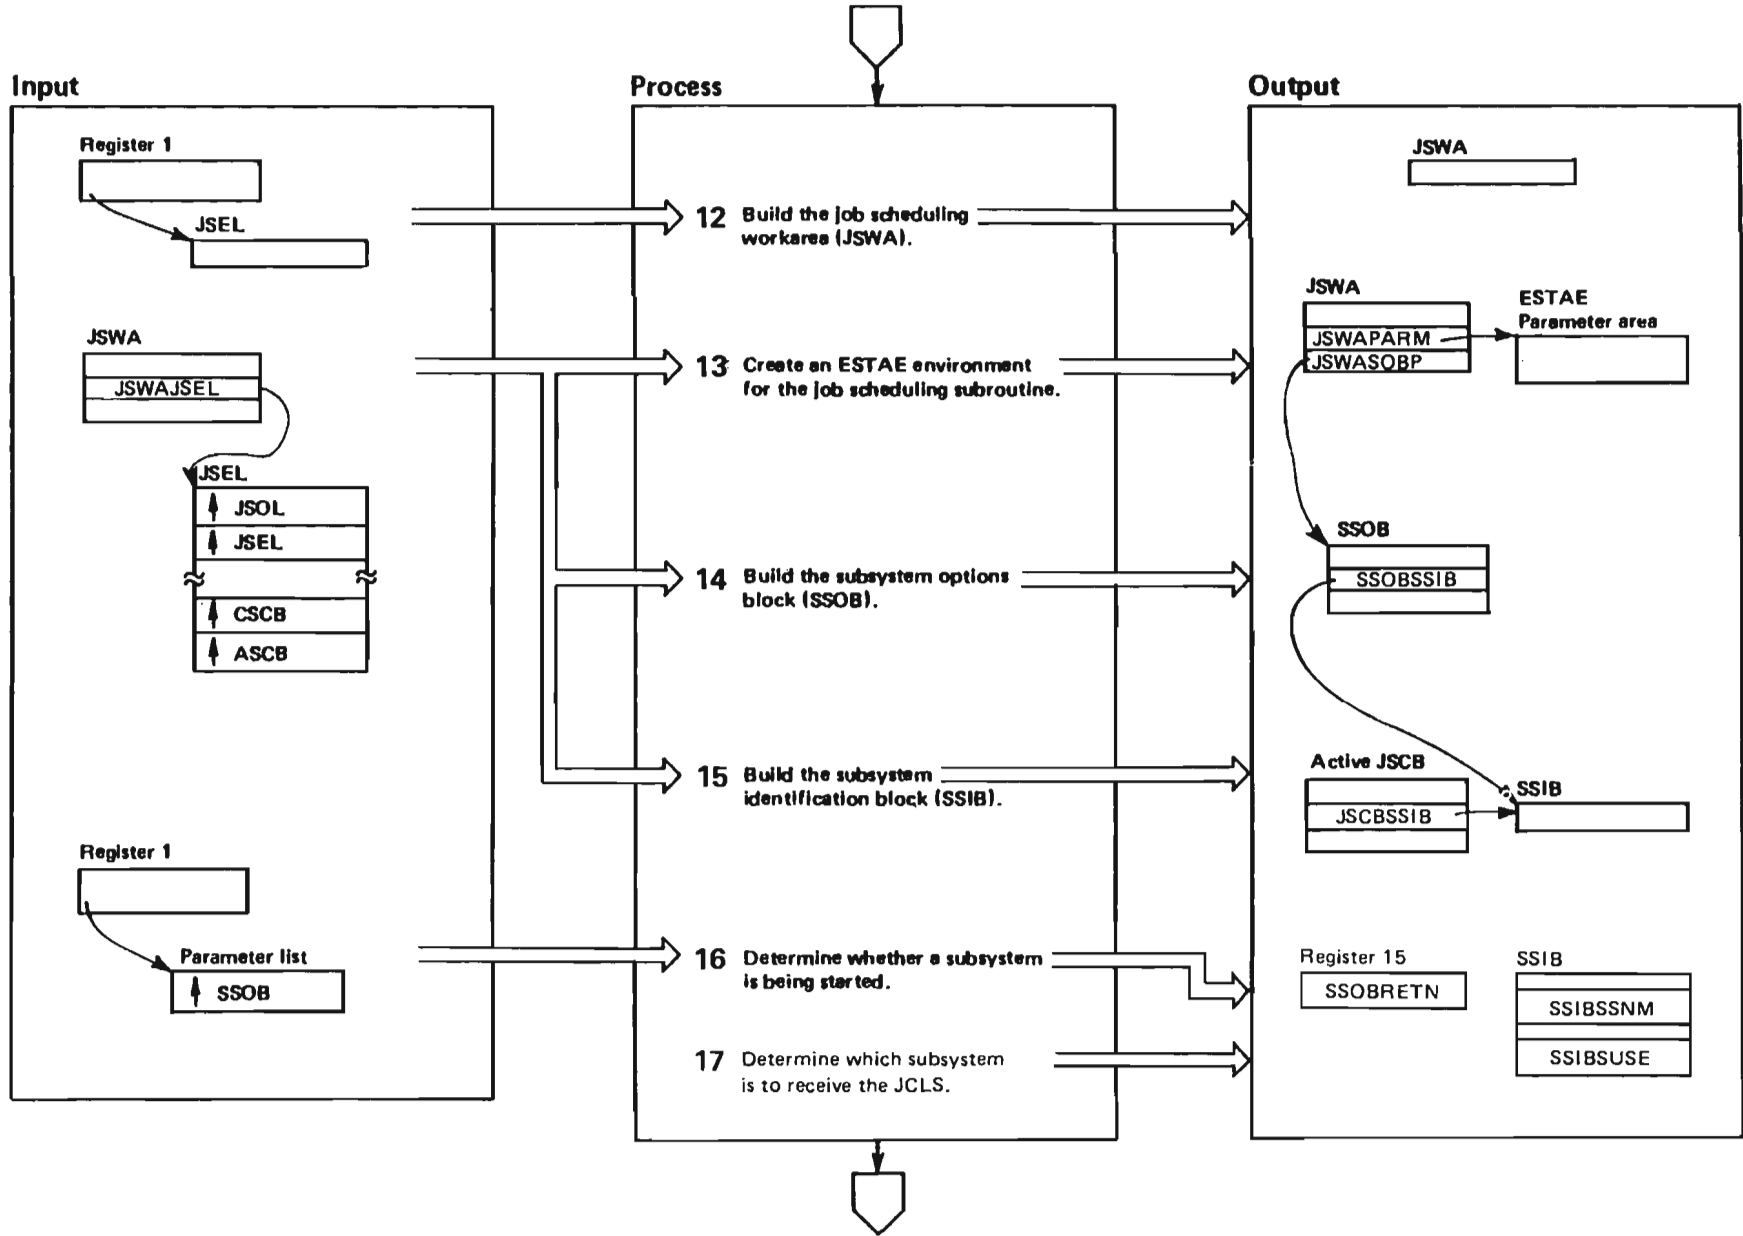 Input
Register 1
JSEL
JSWA
JSWAJSEL
JSEL
JSOL
JSEL
CSCB
ASCB
Register 1
Parameter list
SSOB
Process
12 Build the job scheduling
workarea (JSWA).
13 Create an ESTAE environment
for the job scheduling subroutine.
14 Build the subsystem options
block (SSOB).
15 Build the subsystem
identification block (SSIB).
16 Determine whether a subsystem
is being started.
17 Determine which subsystem
is to receive the JCLS.
Output
JSWA
JSWA
JSWAPARM
JSWASOBP
ESTAE
Parameter area
SSOB
SSOBSSIB
Active JSCB
JSCBSSIB
SSIB
Register 15
SSOBRETN
SSIB
SSIBSSNM
SSIBSUSE